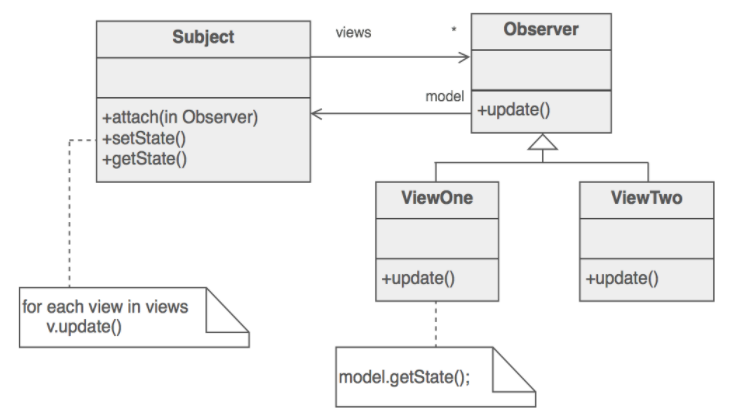 Subject
views
*
Observer
model
+attach(in Observer)
+setState()
+getState()
+update()
ViewOne
ViewTwo
+update()
+update()
for each view in views
v.update()
model.getState();